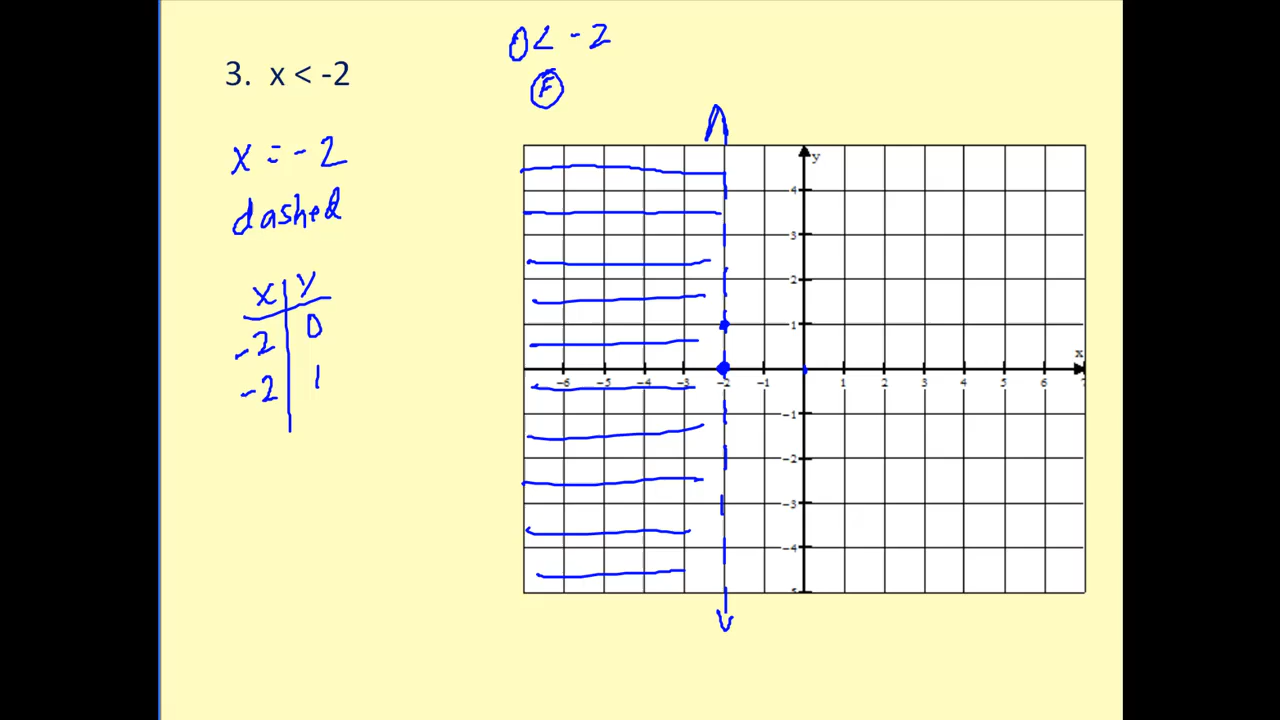 0 < -2
3. x < -2
F
x = -2
dashed
x | y
-2 | 0
-2 | 1
y
4
3
2
1
x
-6 -5 -4 -3 -2 -1 1 2 3 4 5 6 7
-1
-2
-3
-4
-5